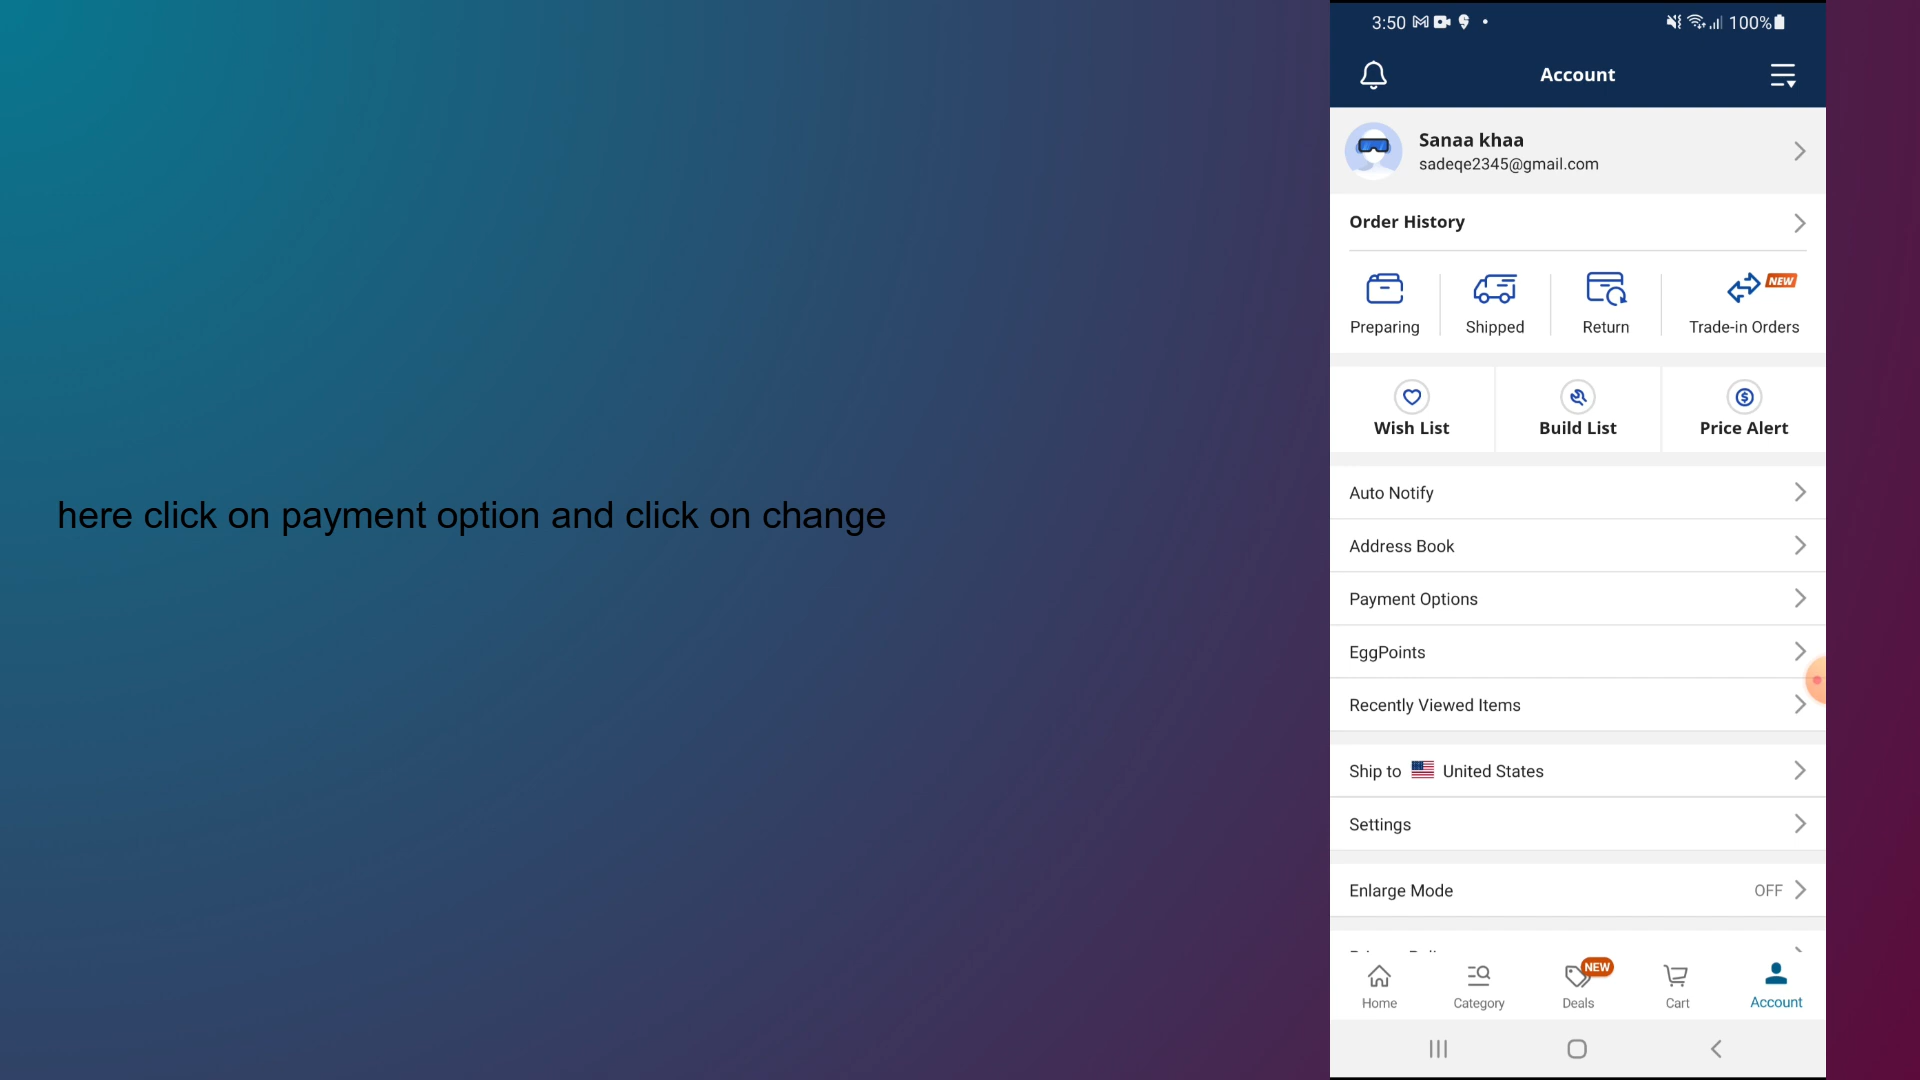 here click on payment option and click on change
3:50 100%
Account
Sanaa khaa
sadeqe2345@gmail.com
Order History
NEW
Preparing Shipped Return Trade-in Orders
Wish List Build List Price Alert
Auto Notify
Address Book
Payment Options
EggPoints
Recently Viewed Items
Ship to United States
Settings
Enlarge Mode OFF
NEW
Home Category Deals Cart Account